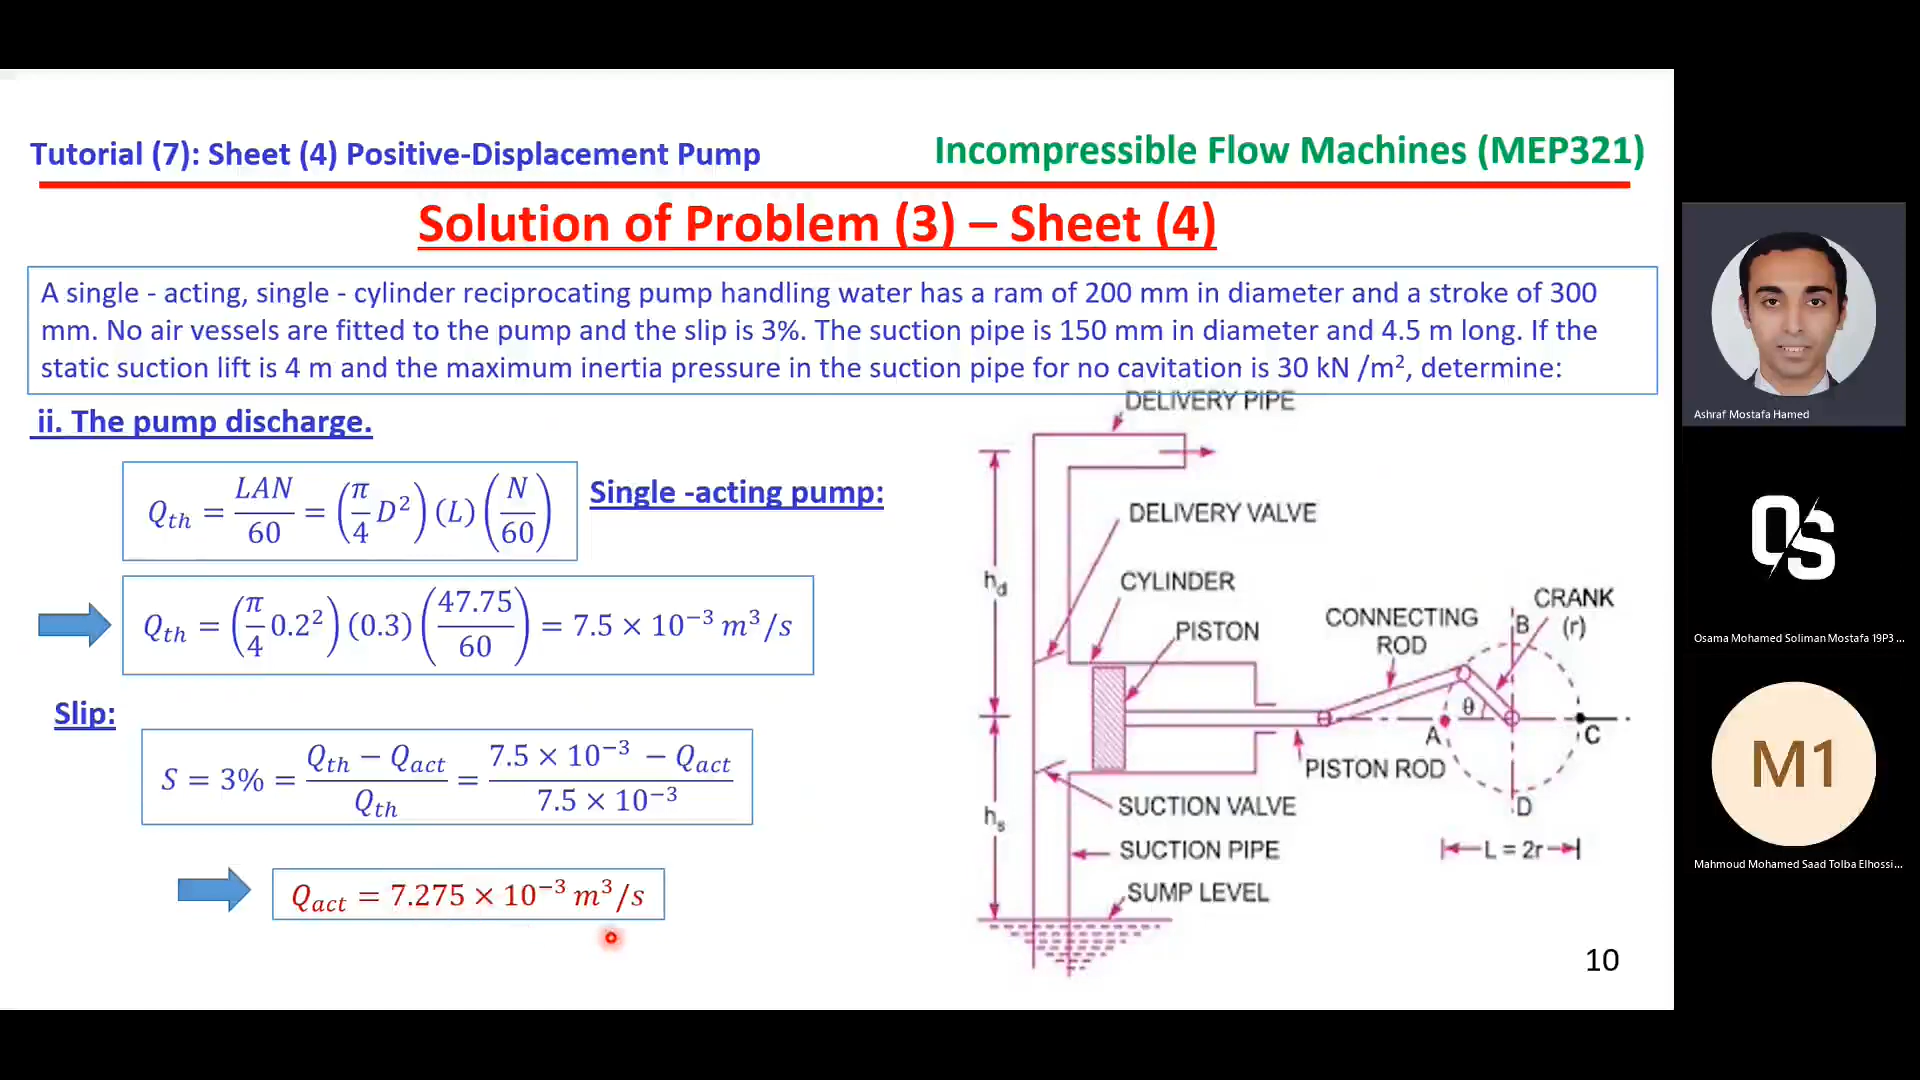 Tutorial (7): Sheet (4) Positive-Displacement Pump
Incompressible Flow Machines (MEP321)
Solution of Problem (3) – Sheet (4)
A single - acting, single - cylinder reciprocating pump handling water has a ram of 200 mm in diameter and a stroke of 300
mm. No air vessels are fitted to the pump and the slip is 3%. The suction pipe is 150 mm in diameter and 4.5 m long. If the
static suction lift is 4 m and the maximum inertia pressure in the suction pipe for no cavitation is 30 kN /m², determine:
ii. The pump discharge.
Q_th = LAN/60 = (π/4 D²) (L) (N/60)
Single -acting pump:
Q_th = (π/4 0.2²) (0.3) (47.75/60) = 7.5 × 10⁻³ m³/s
Slip:
S = 3% = (Q_th − Q_act)/Q_th = (7.5 × 10⁻³ − Q_act)/(7.5 × 10⁻³)
Q_act = 7.275 × 10⁻³ m³/s
DELIVERY PIPE
DELIVERY VALVE
h_d
CYLINDER
PISTON
CONNECTING
ROD
CRANK
(r)
B
θ
A
C
PISTON ROD
D
SUCTION VALVE
h_s
L = 2r
SUCTION PIPE
SUMP LEVEL
10
Ashraf Mostafa Hamed
OS
Osama Mohamed Soliman Mostafa 19P3 ...
M1
Mahmoud Mohamed Saad Tolba Elhossi...